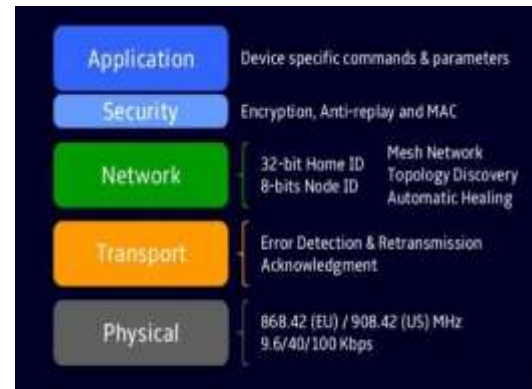 Application
Device specific commands & parameters
Security
Encryption, Anti-replay and MAC
Network
32-bit Home ID
8-bits Node ID
Mesh Network
Topology Discovery
Automatic Healing
Transport
Error Detection & Retransmission
Acknowledgment
Physical
868.42 (EU) / 908.42 (US) MHz
9.6/40/100 Kbps